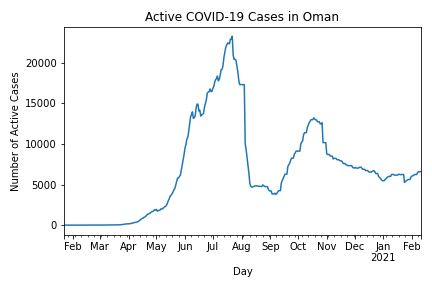 Active COVID-19 Cases in Oman
Number of Active Cases
20000
15000
10000
5000
0
Feb Mar Apr May Jun Jul Aug Sep Oct Nov Dec Jan Feb
2021
Day